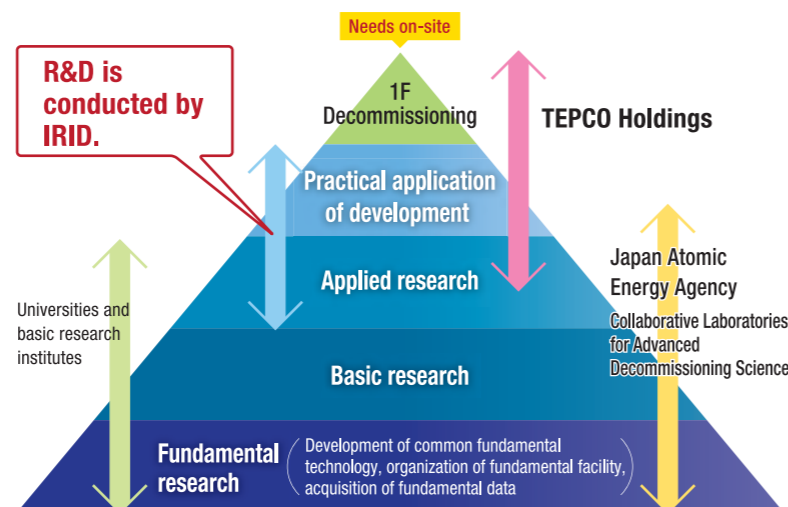 Needs on-site
R&D is
conducted by
IRID.
1F
Decommissioning
TEPCO Holdings
Practical application
of development
Applied research
Japan Atomic
Energy Agency
Collaborative Laboratories
for Advanced
Decommissioning Science
Universities and
basic research
institutes
Basic research
Fundamental
research
Development of common fundamental
technology, organization of fundamental facility,
acquisition of fundamental data